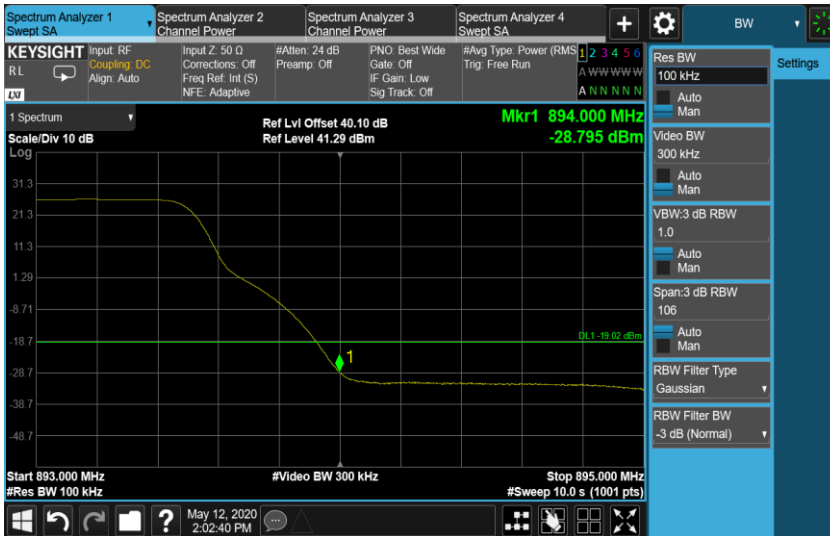 Spectrum Analyzer 1
Swept SA
Spectrum Analyzer 2
Channel Power
Spectrum Analyzer 3
Channel Power
Spectrum Analyzer 4
Swept SA
+
BW
KEYSIGHT
RL
LXI
Input: RF
Coupling: DC
Align: Auto
Input Z: 50 Ω
Corrections: Off
Freq Ref: Int (S)
NFE: Adaptive
#Atten: 24 dB
Preamp: Off
PNO: Best Wide
Gate: Off
IF Gain: Low
Sig Track: Off
#Avg Type: Power (RMS
Trig: Free Run
1 2 3 4 5 6
A W W W W W
A N N N N N
1 Spectrum
Scale/Div 10 dB
Log
Ref Lvl Offset 40.10 dB
Ref Level 41.29 dBm
Mkr1 894.000 MHz
-28.795 dBm
31.3
21.3
11.3
1.29
-8.71
-18.7
-28.7
-38.7
-48.7
DL1 -19.02 dBm
1
Start 893.000 MHz
#Res BW 100 kHz
#Video BW 300 kHz
Stop 895.000 MHz
#Sweep 10.0 s (1001 pts)
Res BW
100 kHz
Auto
Man
Video BW
300 kHz
Auto
Man
VBW:3 dB RBW
1.0
Auto
Man
Span:3 dB RBW
106
Auto
Man
RBW Filter Type
Gaussian
RBW Filter BW
-3 dB (Normal)
Settings
?
May 12, 2020
2:02:40 PM